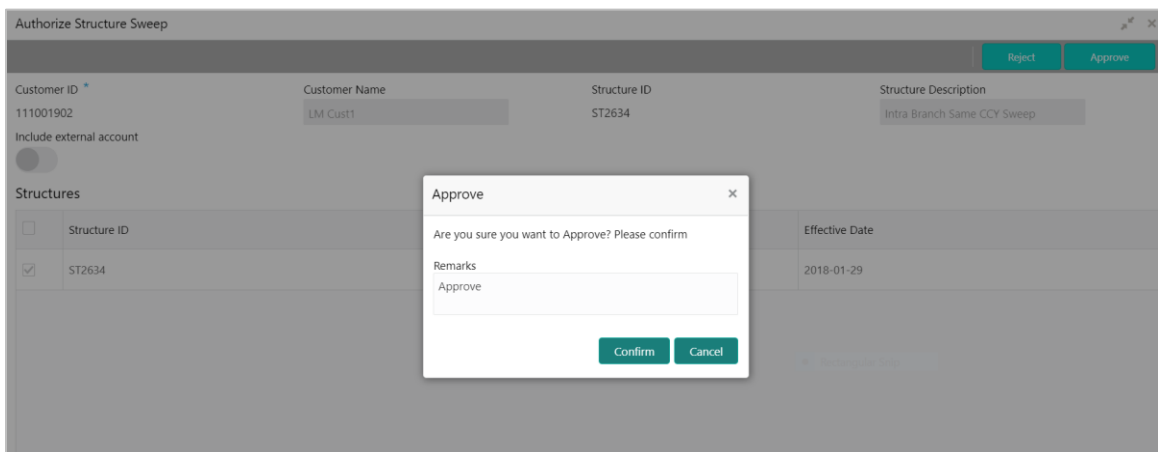 Authorize Structure Sweep
Reject Approve
Customer ID * Customer Name Structure ID Structure Description
111001902 LM Cust1 ST2634 Intra Branch Same CCY Sweep
Include external account
Structures
Structure ID Effective Date
ST2634 2018-01-29
Approve
Are you sure you want to Approve? Please confirm
Remarks
Approve
Confirm Cancel
Rectangular Snip